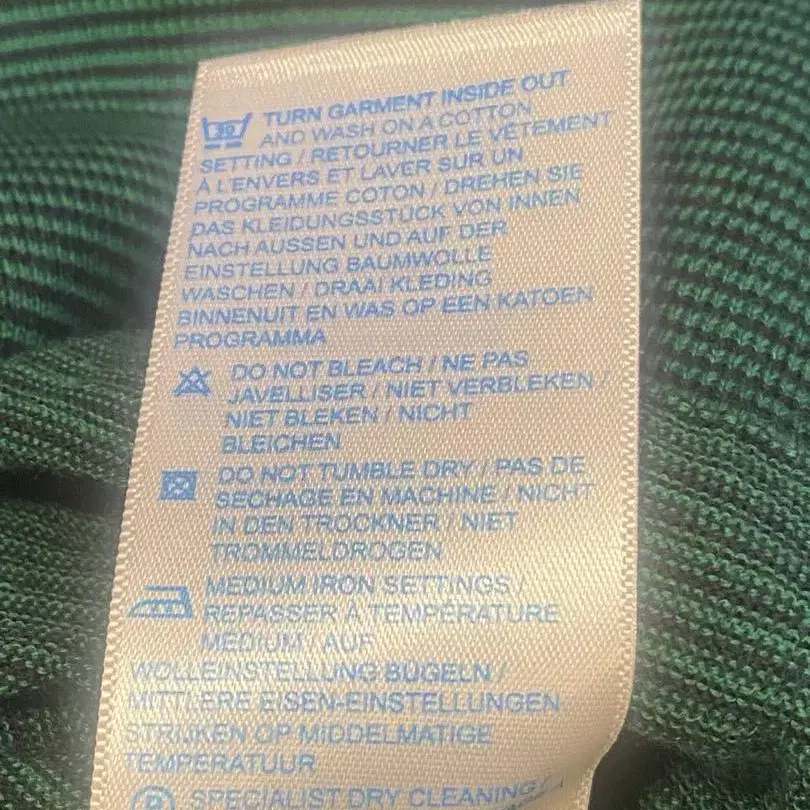 30 TURN GARMENT INSIDE OUT
AND WASH ON A COTTON
SETTING / RETOURNER LE VETEMENT
À L'ENVERS ET LAVER SUR UN
PROGRAMME COTON / DREHEN SIE
DAS KLEIDUNGSSTUCK VON INNEN
NACH AUSSEN UND AUF DER
EINSTELLUNG BAUMWOLLE
WASCHEN / DRAAI KLEDING
BINNENUIT EN WAS OP EEN KATOEN
PROGRAMMA
DO NOT BLEACH / NE PAS
JAVELLISER / NIET VERBLEKEN /
NIET BLEKEN / NICHT
BLEICHEN
DO NOT TUMBLE DRY / PAS DE
SECHAGE EN MACHINE / NICHT
IN DEN TROCKNER / NIET
TROMMELDROGEN
MEDIUM IRON SETTINGS /
REPASSER À TEMPÉRATURE
MEDIUM / AUF
WOLLEINSTELLUNG BUGELN /
MITTLERE EISEN-EINSTELLUNGEN
STRIJKEN OP MIDDELMATIGE
TEMPERATUUR
P SPECIALIST DRY CLEANING /